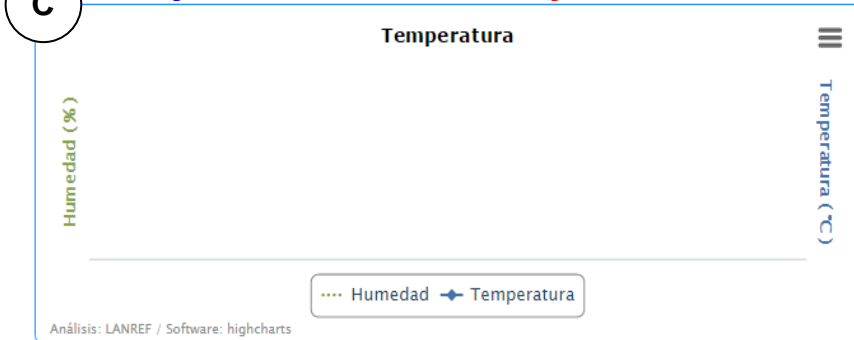 C
Temperatura
Humedad (%)
Temperatura (℃)
Humedad Temperatura
Análisis: LANREF / Software: highcharts